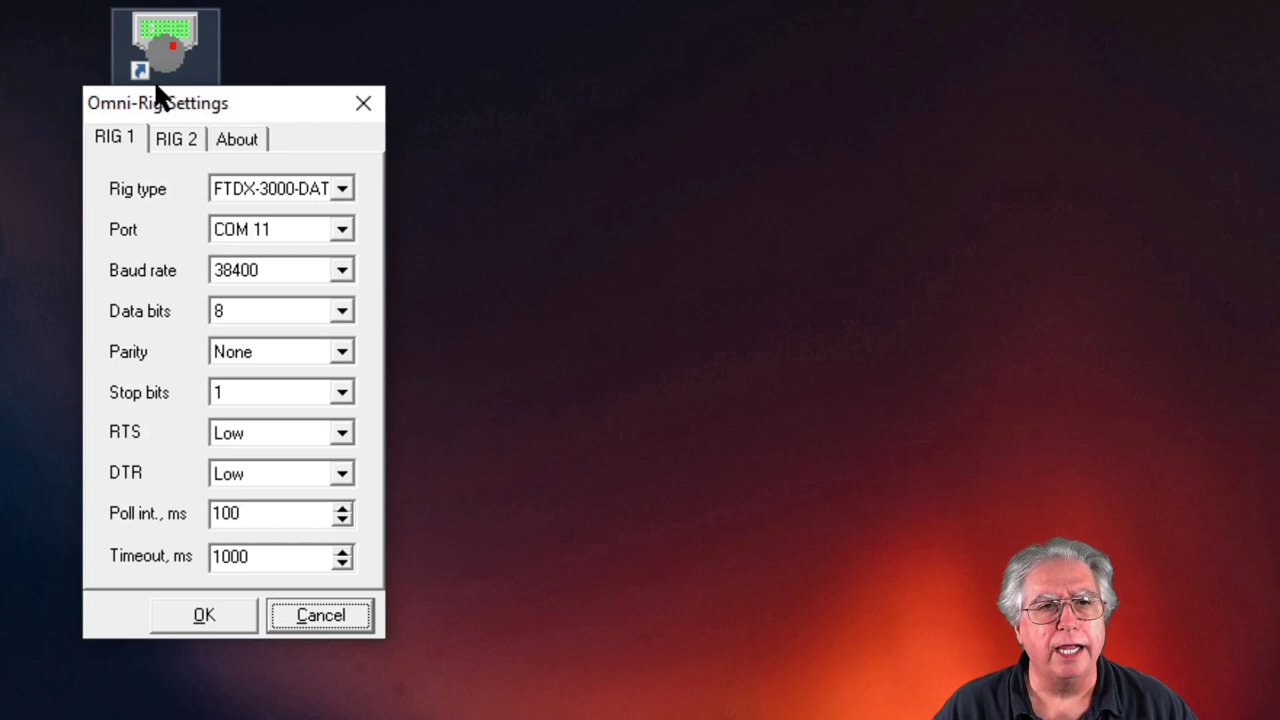 Omni-Rig Settings
RIG 1 RIG 2 About
Rig type FTDX-3000-DAT
Port COM 11
Baud rate 38400
Data bits 8
Parity None
Stop bits 1
RTS Low
DTR Low
Poll int., ms 100
Timeout, ms 1000
OK Cancel